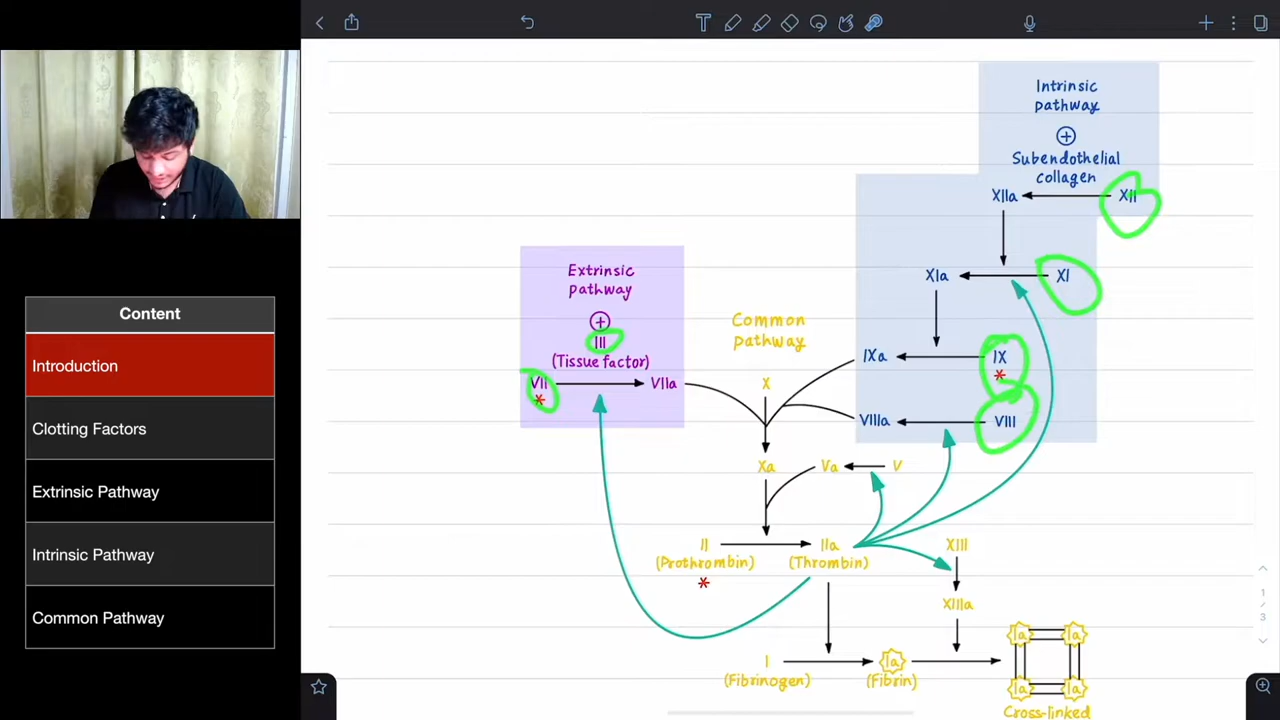 Content
Introduction
Clotting Factors
Extrinsic Pathway
Intrinsic Pathway
Common Pathway
Intrinsic
pathway
+
Subendothelial
collagen
XIIa
XII
XIa
XI
IXa
IX
*
VIIIa
VIII
Extrinsic
pathway
+
III
(Tissue factor)
VII
*
VIIa
Common
pathway
X
Xa
Va
V
II
(Prothrombin)
*
IIa
(Thrombin)
XIII
XIIIa
I
(Fibrinogen)
Ia
(Fibrin)
Ia Ia
Ia Ia
Cross-linked
1
/
3
T